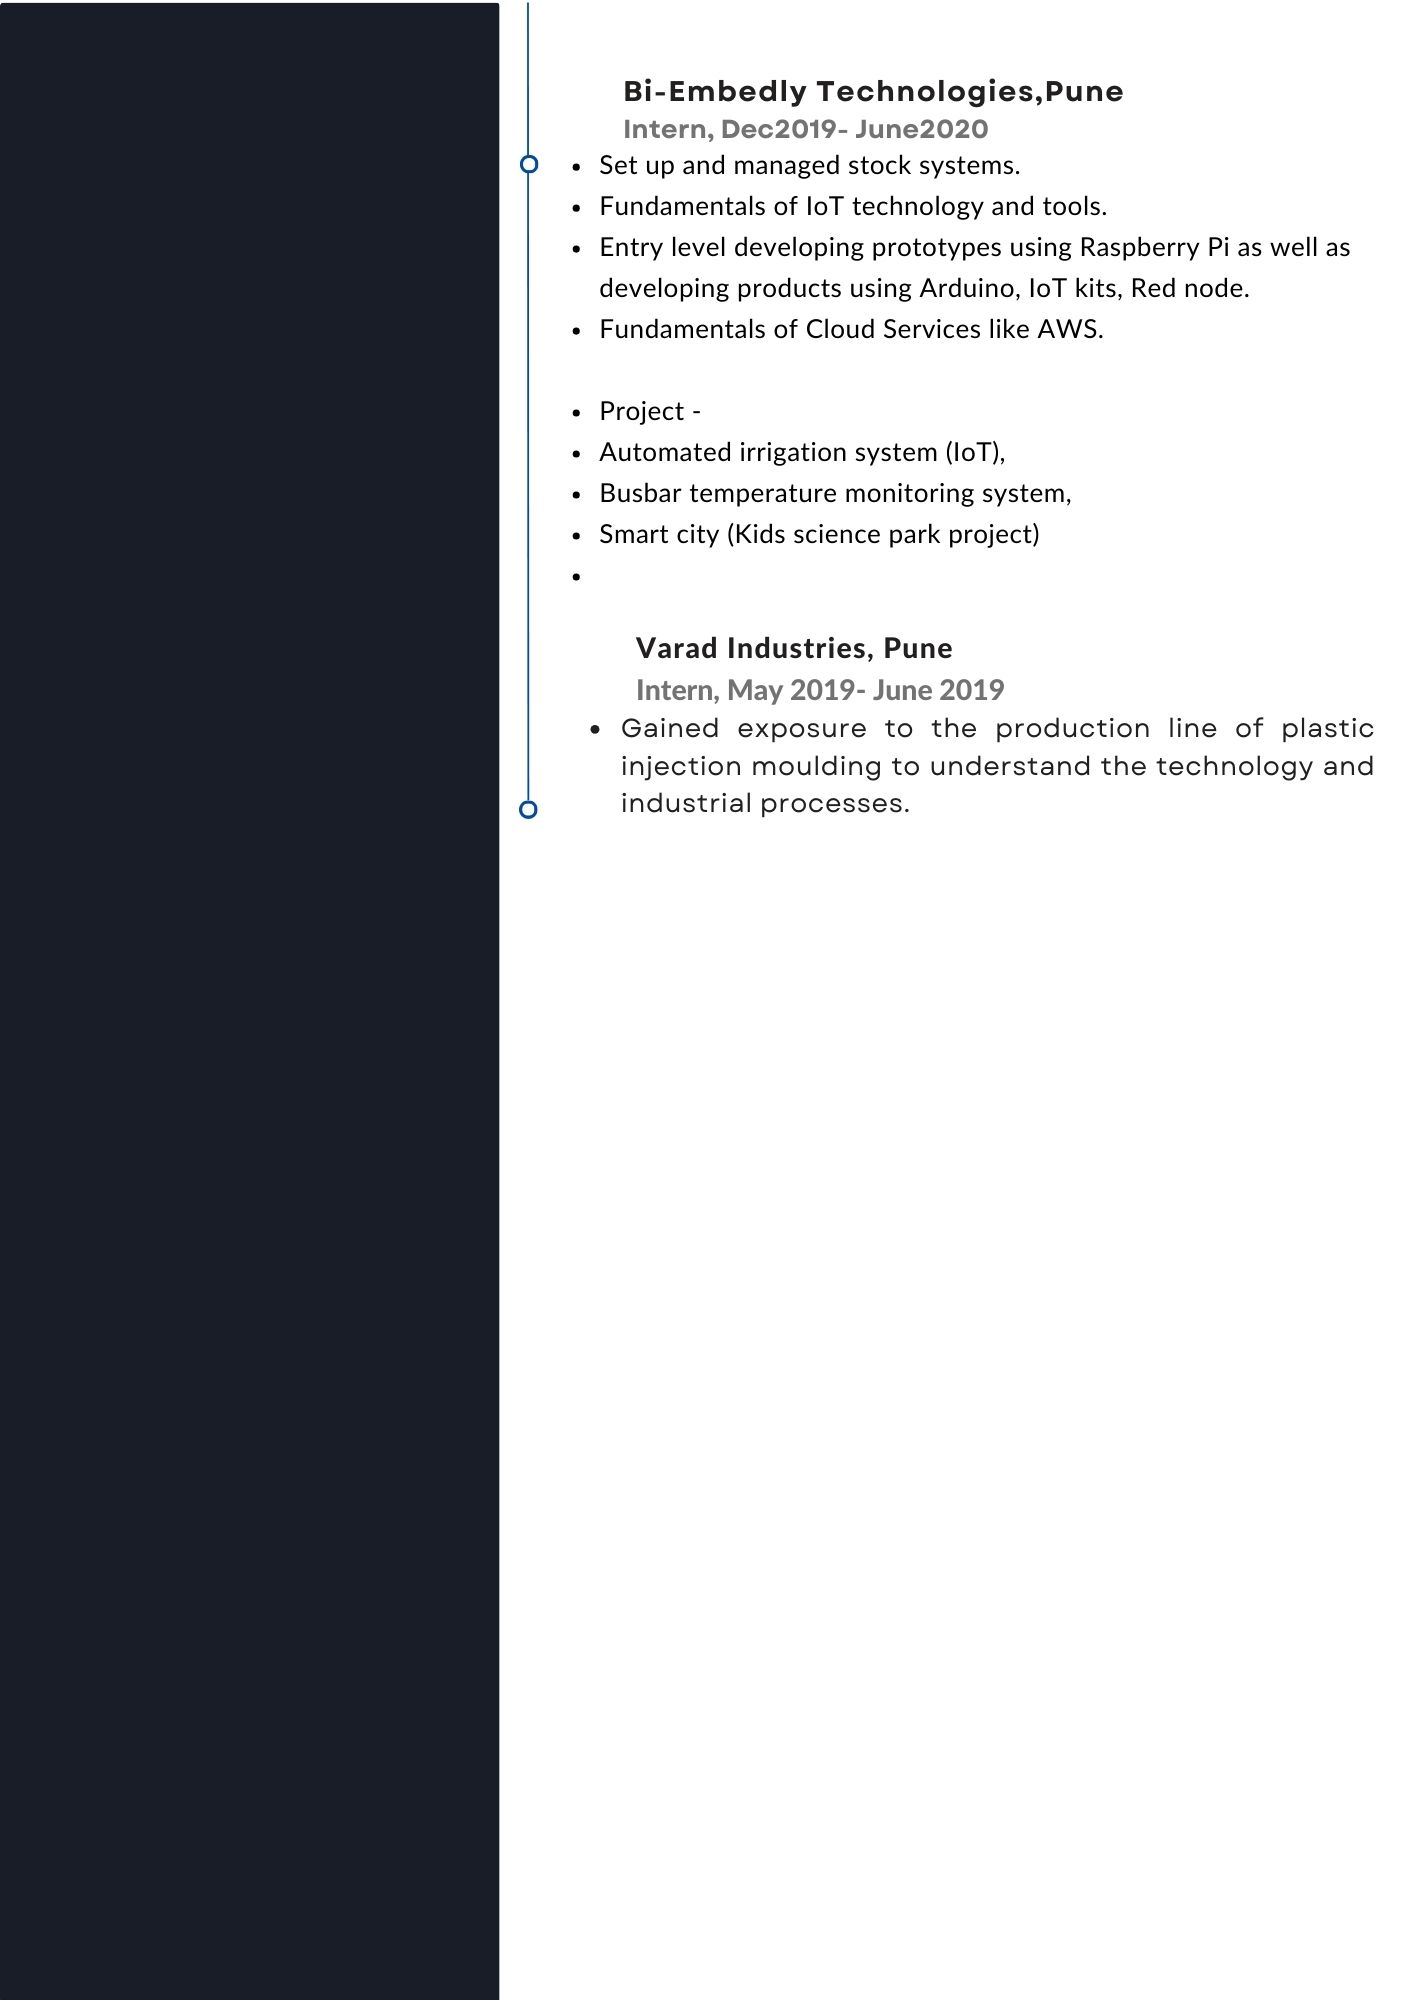 Bi-Embedly Technologies,Pune
Intern, Dec2019- June2020
• Set up and managed stock systems.
• Fundamentals of IoT technology and tools.
• Entry level developing prototypes using Raspberry Pi as well as
developing products using Arduino, IoT kits, Red node.
• Fundamentals of Cloud Services like AWS.
• Project -
• Automated irrigation system (IoT),
• Busbar temperature monitoring system,
• Smart city (Kids science park project)
•
Varad Industries, Pune
Intern, May 2019- June 2019
• Gained exposure to the production line of plastic
injection moulding to understand the technology and
industrial processes.